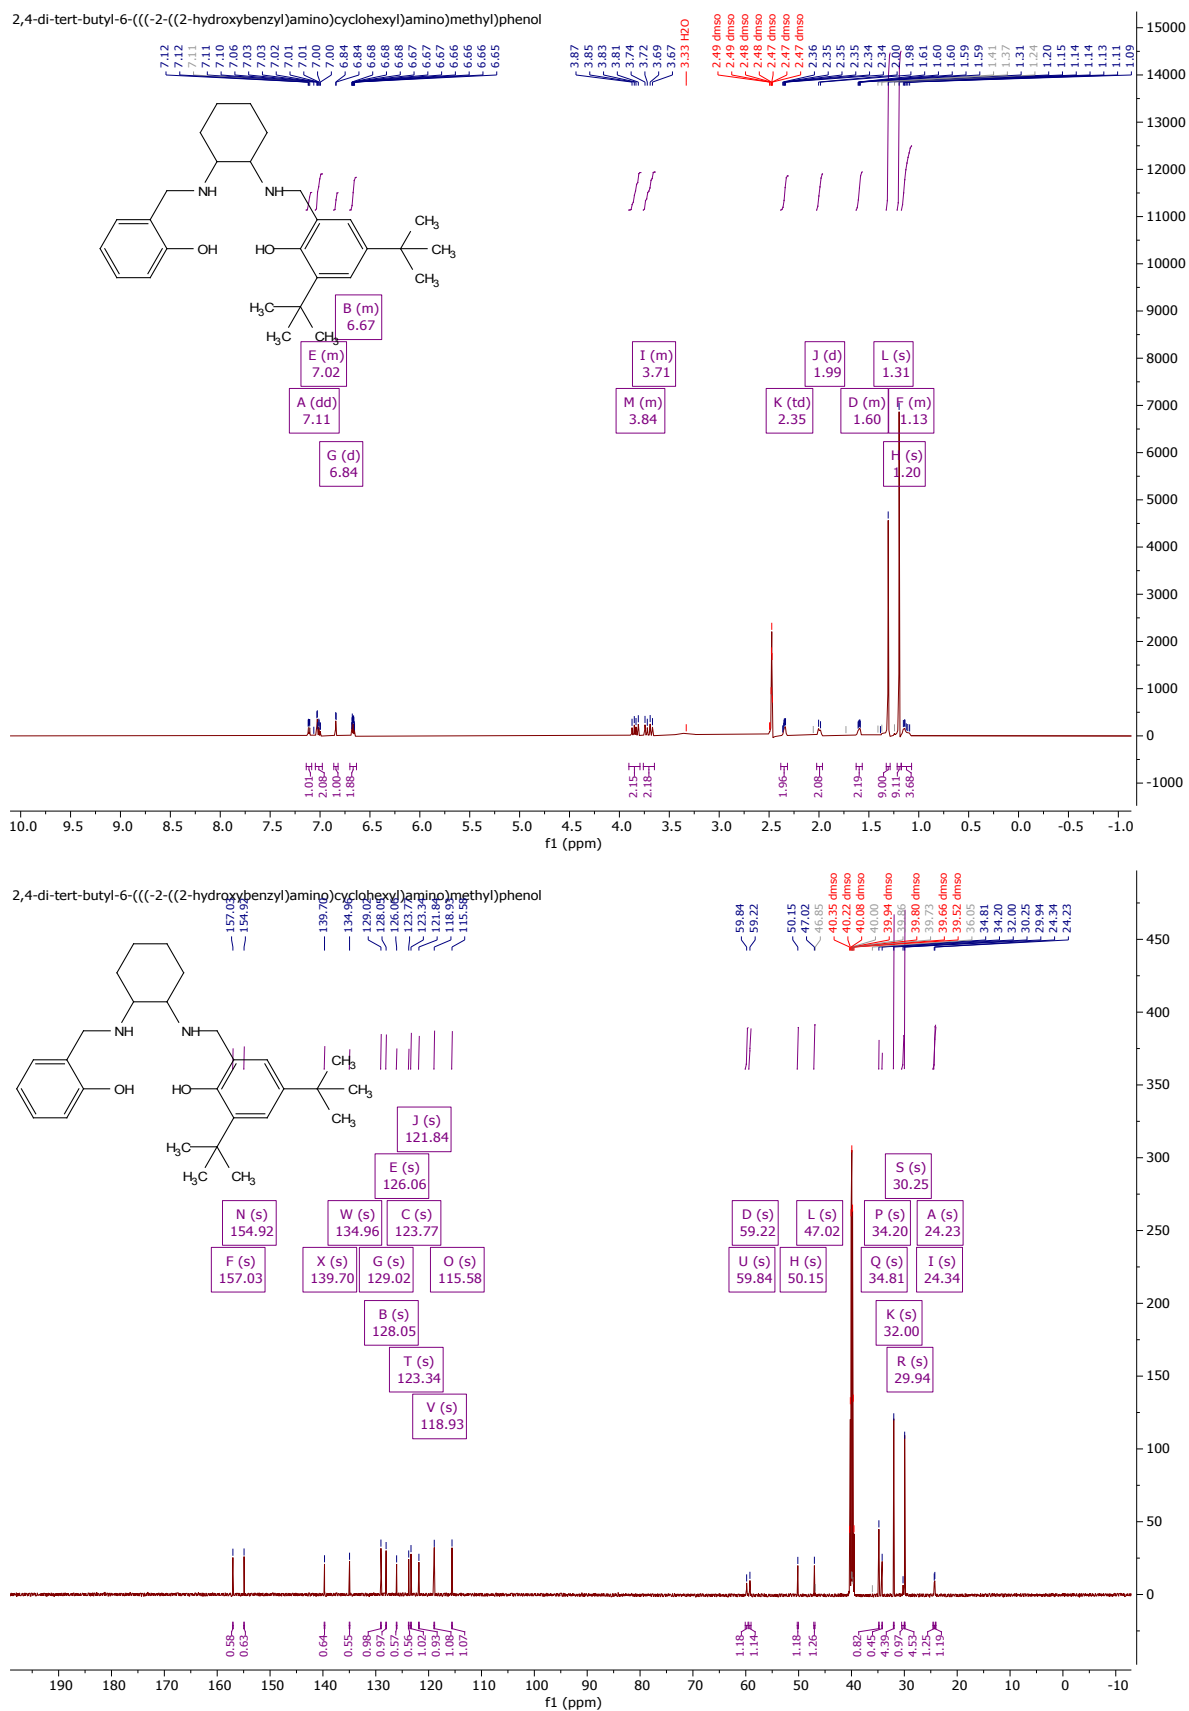 2,4-di-tert-butyl-6-(((-2-((2-hydroxybenzyl)amino)cyclohexyl)amino)methyl)phenol
7.12
7.12
7.11
7.11
7.10
7.06
7.03
7.03
7.02
7.01
7.01
7.00
7.00
6.84
6.84
6.68
6.68
6.68
6.67
6.67
6.67
6.66
6.66
6.66
6.65
3.87
3.85
3.83
3.81
3.74
3.72
3.69
3.67
3.33 H2O
2.49 dmso
2.49 dmso
2.48 dmso
2.48 dmso
2.47 dmso
2.47 dmso
2.47 dmso
2.36
2.35
2.35
2.35
2.34
2.34
2.00
1.98
1.61
1.60
1.60
1.59
1.59
1.41
1.37
1.31
1.24
1.20
1.15
1.14
1.14
1.13
1.11
1.09
NH
NH
OH
HO
CH3
CH3
CH3
H3C
H3C
CH3
B (m)
6.67
E (m)
7.02
I (m)
3.71
J (d)
1.99
L (s)
1.31
A (dd)
7.11
M (m)
3.84
K (td)
2.35
D (m)
1.60
F (m)
1.13
G (d)
6.84
H (s)
1.20
15000
14000
13000
12000
11000
10000
9000
8000
7000
6000
5000
4000
3000
2000
1000
0
-1000
1.01
2.08
1.00
1.88
2.15
2.18
1.96
2.08
2.19
9.00
9.11
3.68
10.0 9.5 9.0 8.5 8.0 7.5 7.0 6.5 6.0 5.5 5.0 4.5 4.0 3.5 3.0 2.5 2.0 1.5 1.0 0.5 0.0 -0.5 -1.0
f1 (ppm)
2,4-di-tert-butyl-6-(((-2-((2-hydroxybenzyl)amino)cyclohexyl)amino)methyl)phenol
157.03
154.92
139.70
134.96
129.02
128.05
126.06
123.77
123.34
121.84
118.93
115.58
59.84
59.22
50.15
47.02
46.85
40.35 dmso
40.22 dmso
40.08 dmso
40.00
39.94 dmso
39.86
39.80 dmso
39.73
39.66 dmso
39.52 dmso
36.05
34.81
34.20
32.00
30.25
29.94
24.34
24.23
NH
NH
OH
HO
CH3
CH3
CH3
H3C
H3C
CH3
J (s)
121.84
E (s)
126.06
S (s)
30.25
N (s)
154.92
W (s)
134.96
C (s)
123.77
D (s)
59.22
L (s)
47.02
P (s)
34.20
A (s)
24.23
F (s)
157.03
X (s)
139.70
G (s)
129.02
O (s)
115.58
U (s)
59.84
H (s)
50.15
Q (s)
34.81
I (s)
24.34
B (s)
128.05
K (s)
32.00
T (s)
123.34
R (s)
29.94
V (s)
118.93
450
400
350
300
250
200
150
100
50
0
0.58
0.63
0.64
0.55
0.98
0.97
0.57
0.56
1.02
0.93
1.08
1.07
1.18
1.14
1.18
1.26
0.82
0.45
4.39
0.97
4.53
1.25
1.19
190 180 170 160 150 140 130 120 110 100 90 80 70 60 50 40 30 20 10 0 -10
f1 (ppm)